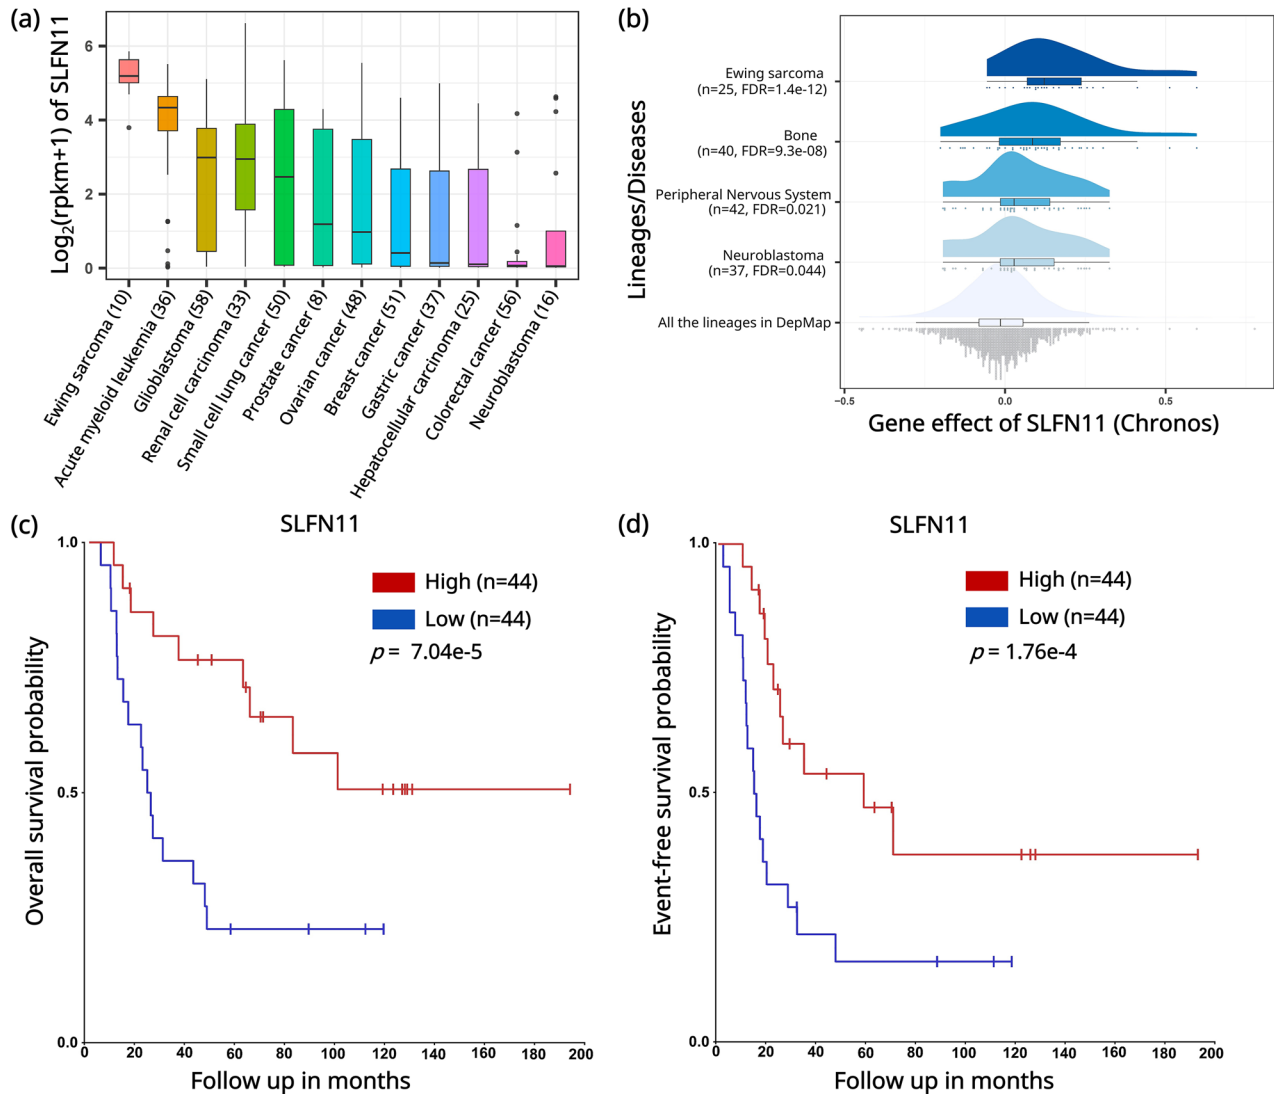 (a)
Log2(rpkm+1) of SLFN11
6
4
2
0
Ewing sarcoma (10)
Acute myeloid leukemia (36)
Glioblastoma (58)
Renal cell carcinoma (33)
Small cell lung cancer (50)
Prostate cancer (8)
Ovarian cancer (48)
Breast cancer (51)
Gastric cancer (37)
Hepatocellular carcinoma (25)
Colorectal cancer (56)
Neuroblastoma (16)
(b)
Lineages/Diseases
Ewing sarcoma
(n=25, FDR=1.4e-12)
Bone
(n=40, FDR=9.3e-08)
Peripheral Nervous System
(n=42, FDR=0.021)
Neuroblastoma
(n=37, FDR=0.044)
All the lineages in DepMap
−0.5 0.0 0.5
Gene effect of SLFN11 (Chronos)
(c)
SLFN11
Overall survival probability
1.0
0.5
0.0
High (n=44)
Low (n=44)
p = 7.04e-5
0 20 40 60 80 100 120 140 160 180 200
Follow up in months
(d)
SLFN11
Event-free survival probability
1.0
0.5
0.0
High (n=44)
Low (n=44)
p = 1.76e-4
0 20 40 60 80 100 120 140 160 180 200
Follow up in months